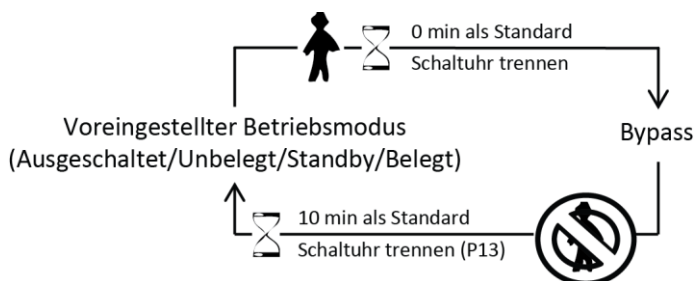 0 min als Standard
Schaltuhr trennen
Voreingestellter Betriebsmodus
(Ausgeschaltet/Unbelegt/Standby/Belegt)
Bypass
10 min als Standard
Schaltuhr trennen (P13)